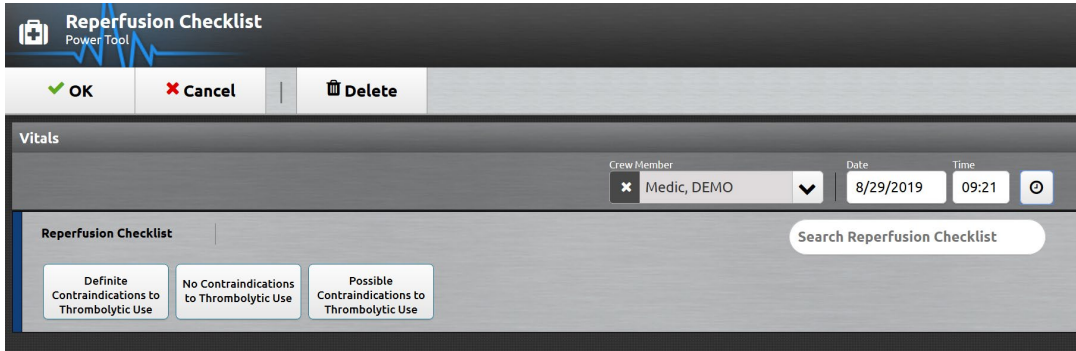 Reperfusion Checklist
Power Tool
OK Cancel | Delete
Vitals
Crew Member Date Time
Medic, DEMO 8/29/2019 09:21
Reperfusion Checklist Search Reperfusion Checklist
Definite
Contraindications to
Thrombolytic Use
No Contraindications
to Thrombolytic Use
Possible
Contraindications to
Thrombolytic Use